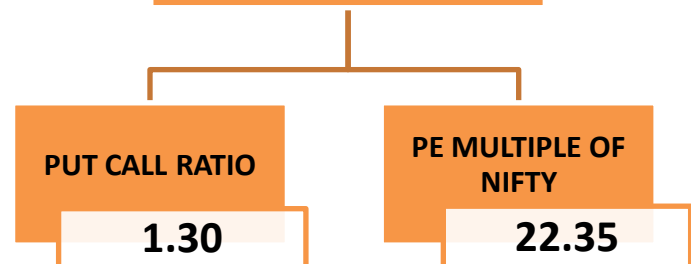 PUT CALL RATIO
1.30
PE MULTIPLE OF
NIFTY
22.35